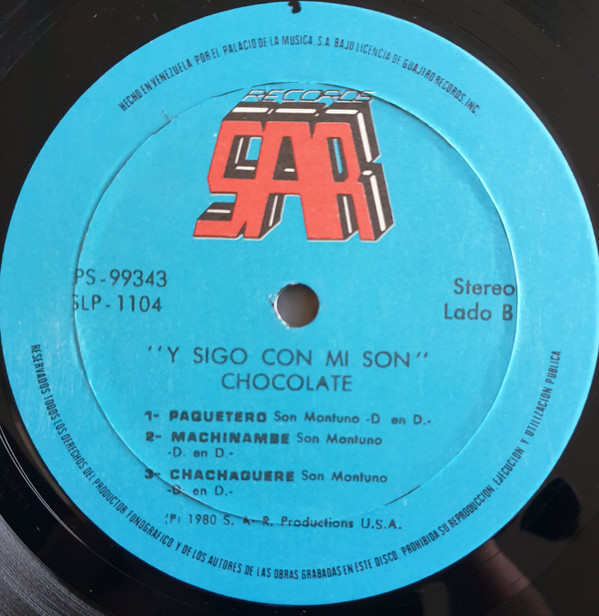 HECHO EN VENEZUELA POR EL PALACIO DE LA MUSICA, S.A. BAJO LICENCIA DE GUAJIRO RECORDS, INC.
RECORDS
SAR
PS-99343
SLP-1104
Stereo
Lado B
"Y SIGO CON MI SON"
CHOCOLATE
1- PAQUETERO Son Montuno -D en D.-
2- MACHINAMBE Son Montuno
-D. en D.-
3- CHACHAGUERE Son Montuno
-D. en D.-
(P) 1980 S. A. R. Productions U.S.A.
RESERVADOS TODOS LOS DERECHOS DEL PRODUCTOR FONOGRAFICO Y DE LOS AUTORES DE LAS OBRAS GRABADAS EN ESTE DISCO. PROHIBIDA SU REPRODUCCION, EJECUCION Y UTILIZACION PUBLICA